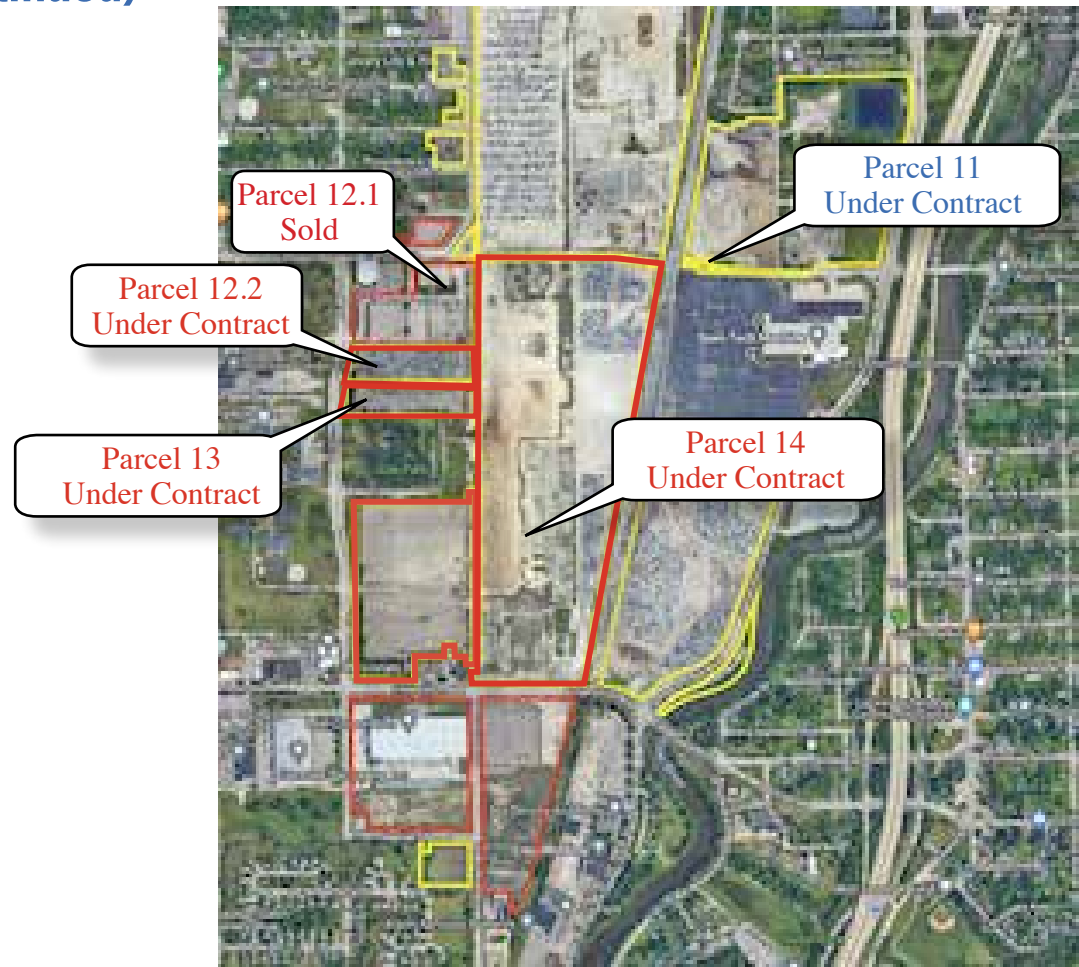 Parcel 11
Under Contract
Parcel 12.1
Sold
Parcel 12.2
Under Contract
Parcel 13
Under Contract
Parcel 14
Under Contract